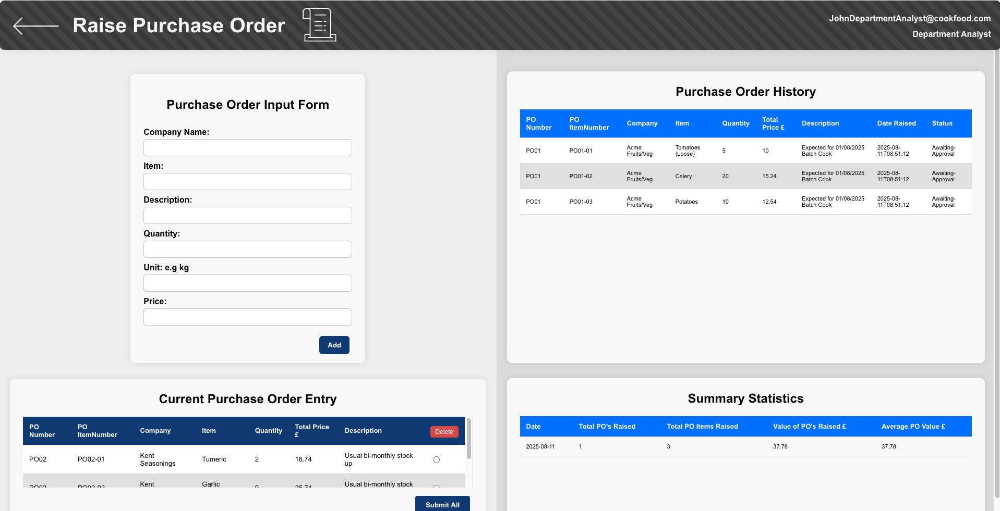 Raise Purchase Order
JohnDepartmentAnalyst@cookfood.com
Department Analyst
Purchase Order Input Form
Company Name:
Item:
Description:
Quantity:
Unit: e.g kg
Price:
Add
Purchase Order History
PO Number PO ItemNumber Company Item Quantity Total Price £ Description Date Raised Status
PO01 PO01-01 Acme Fruits/Veg Tomatoes (Loose) 5 10 Expected for 01/08/2025 Batch Cook 2025-08-11T08:51:12 Awaiting-Approval
PO01 PO01-02 Acme Fruits/Veg Celery 20 15.24 Expected for 01/08/2025 Batch Cook 2025-08-11T08:51:12 Awaiting-Approval
PO01 PO01-03 Acme Fruits/Veg Potatoes 10 12.54 Expected for 01/08/2025 Batch Cook 2025-08-11T08:51:12 Awaiting-Approval
Current Purchase Order Entry
PO Number PO ItemNumber Company Item Quantity Total Price £ Description Delete
PO02 PO02-01 Kent Seasonings Tumeric 2 16.74 Usual bi-monthly stock up
Kent Garlic Usual bi-monthly stock
Submit All
Summary Statistics
Date Total PO's Raised Total PO Items Raised Value of PO's Raised £ Average PO Value £
2025-08-11 1 3 37.78 37.78